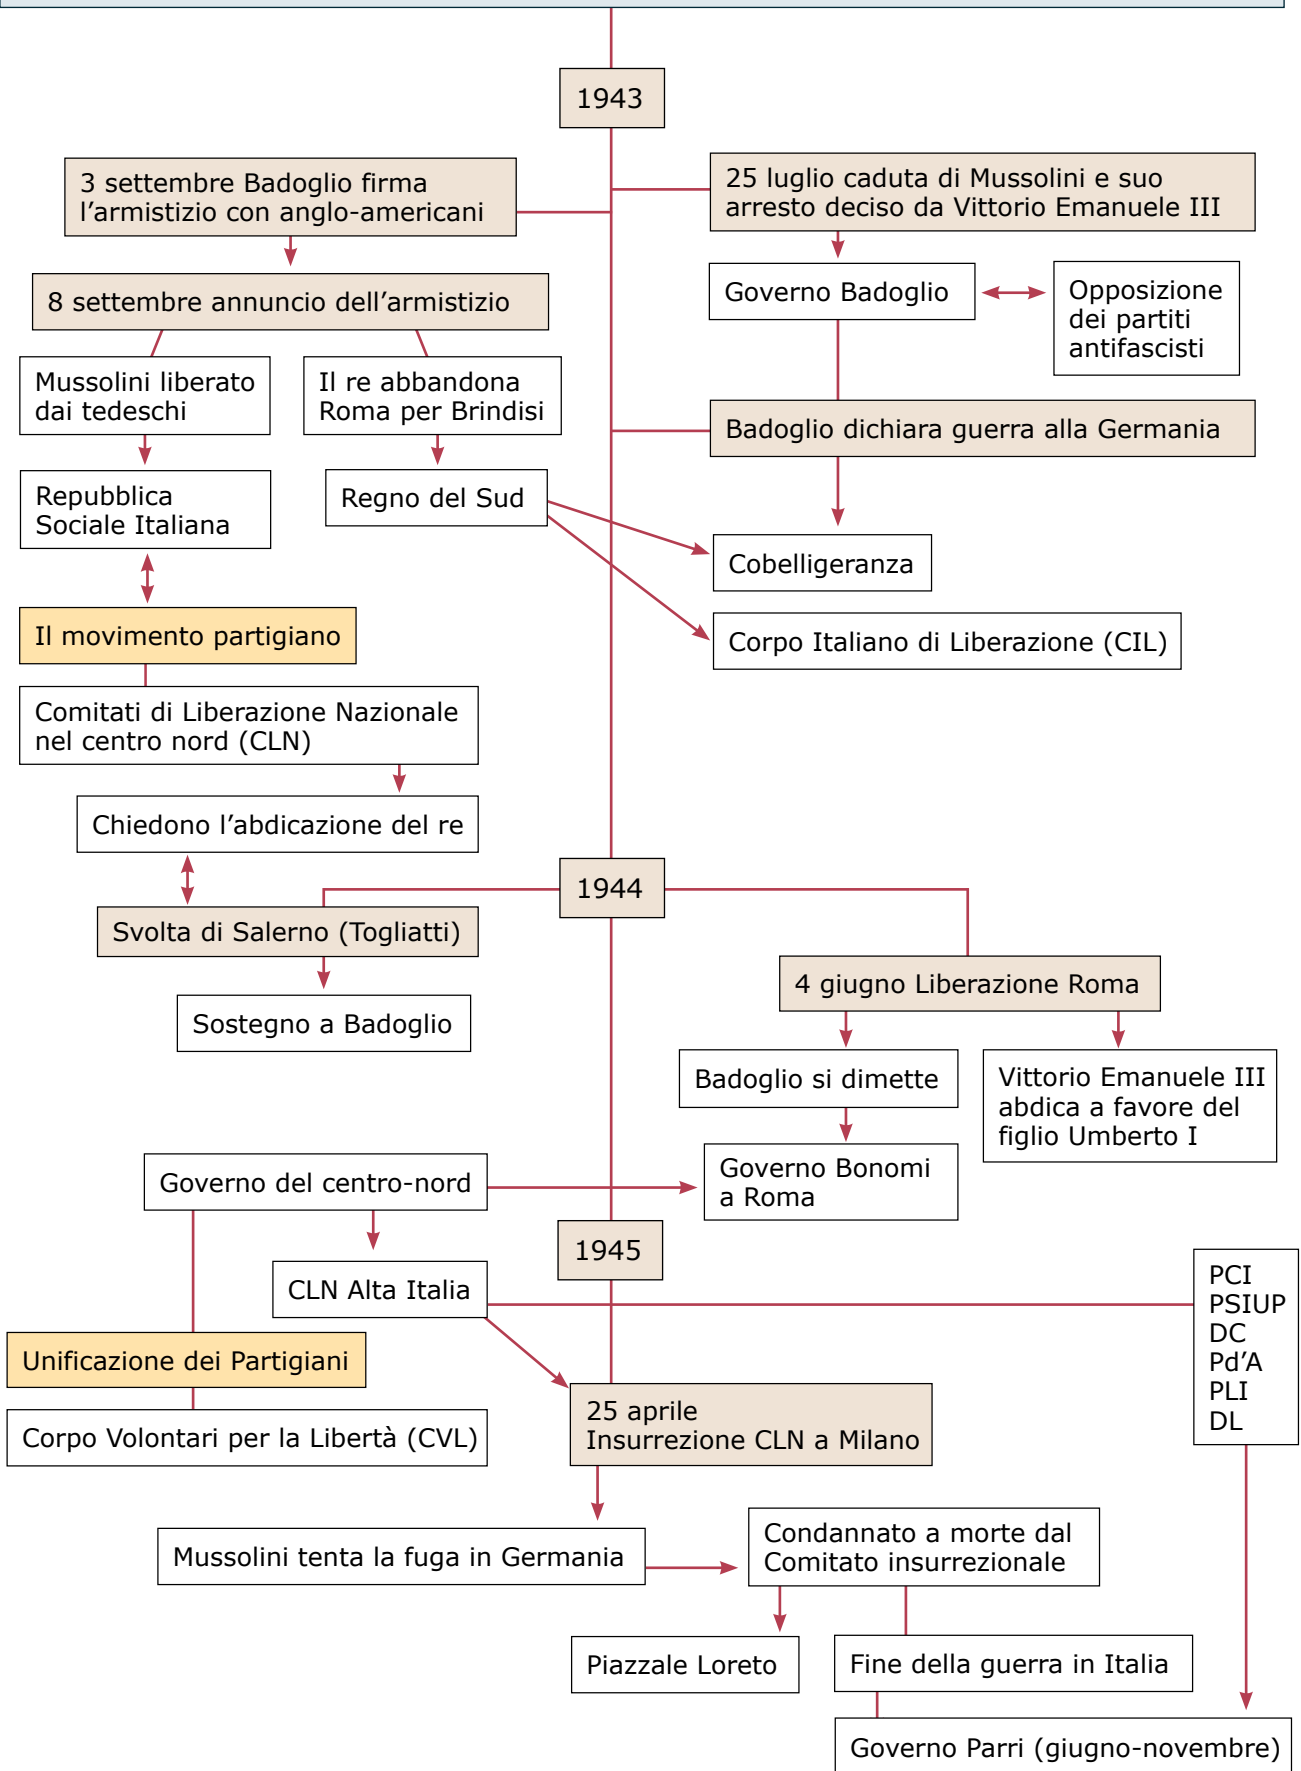 1943
3 settembre Badoglio firma
l’armistizio con anglo-americani
25 luglio caduta di Mussolini e suo
arresto deciso da Vittorio Emanuele III
8 settembre annuncio dell’armistizio
Governo Badoglio
Opposizione
dei partiti
antifascisti
Mussolini liberato
dai tedeschi
Il re abbandona
Roma per Brindisi
Badoglio dichiara guerra alla Germania
Repubblica
Sociale Italiana
Regno del Sud
Cobelligeranza
Il movimento partigiano
Corpo Italiano di Liberazione (CIL)
Comitati di Liberazione Nazionale
nel centro nord (CLN)
Chiedono l’abdicazione del re
1944
Svolta di Salerno (Togliatti)
4 giugno Liberazione Roma
Sostegno a Badoglio
Badoglio si dimette
Vittorio Emanuele III
abdica a favore del
figlio Umberto I
Governo del centro-nord
Governo Bonomi
a Roma
1945
CLN Alta Italia
PCI
PSIUP
DC
Pd’A
PLI
DL
Unificazione dei Partigiani
Corpo Volontari per la Libertà (CVL)
25 aprile
Insurrezione CLN a Milano
Mussolini tenta la fuga in Germania
Condannato a morte dal
Comitato insurrezionale
Piazzale Loreto
Fine della guerra in Italia
Governo Parri (giugno-novembre)